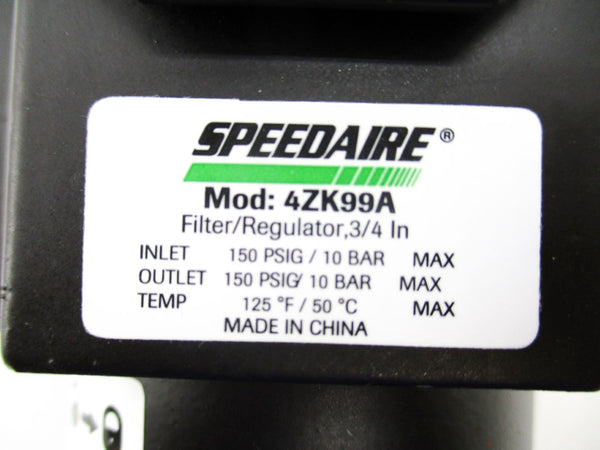 SPEEDAIRE®
Mod: 4ZK99A
Filter/Regulator,3/4 In
INLET 150 PSIG / 10 BAR MAX
OUTLET 150 PSIG/ 10 BAR MAX
TEMP 125 °F / 50 °C MAX
MADE IN CHINA